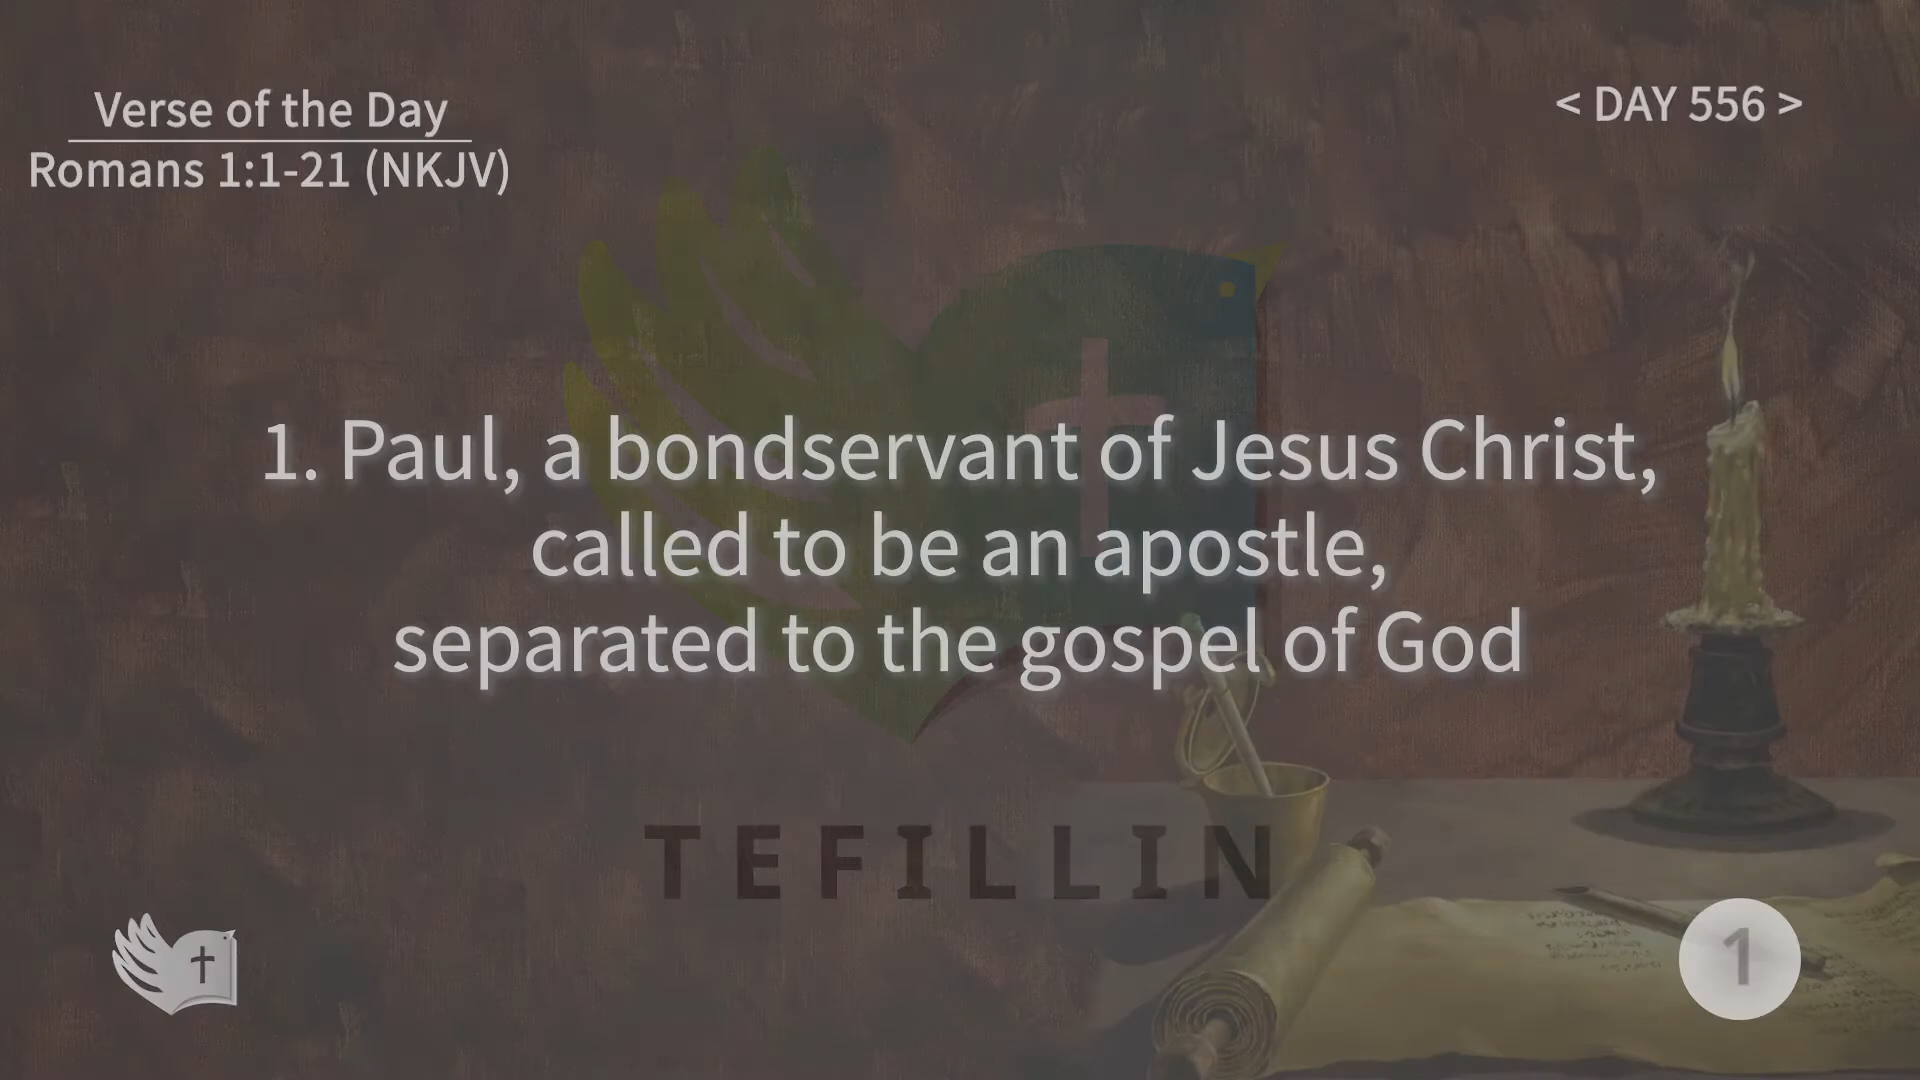 Verse of the Day
Romans 1:1-21 (NKJV)
< DAY 556 >
1. Paul, a bondservant of Jesus Christ,
called to be an apostle,
separated to the gospel of God
TEFILLIN
1